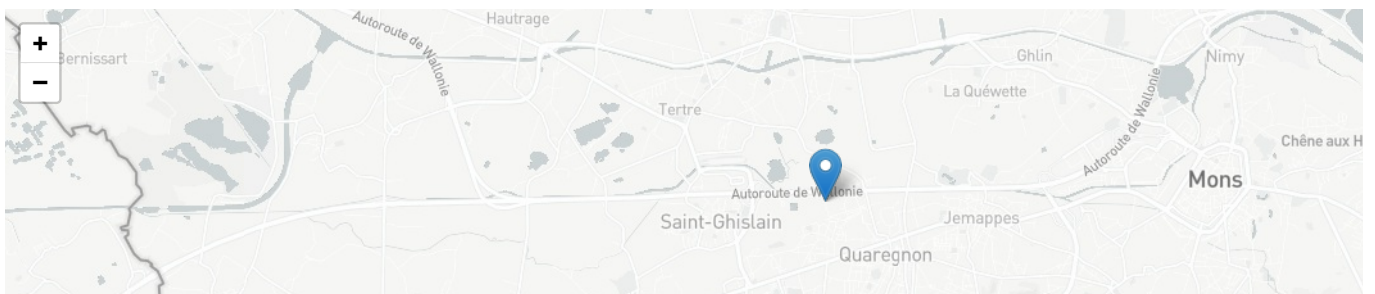 Hautrage
Autoroute de Wallonie
+
Bernissart
Ghlin
Nimy
−
La Quéwette
Tertre
Autoroute de Wallonie
Chêne aux H
Mons
Autoroute de Wallonie
Saint-Ghislain
Jemappes
Quaregnon